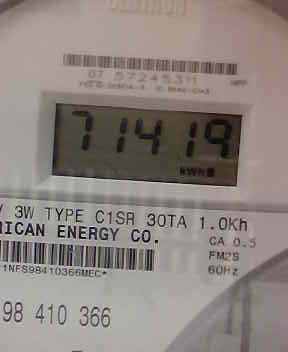 07 57245311
71419
kWh
V 3W TYPE C1SR 30TA 1.0Kh
RICAN ENERGY CO.
CA 0.5
FM2S
1NFS98410366MEC*
60Hz
98 410 366